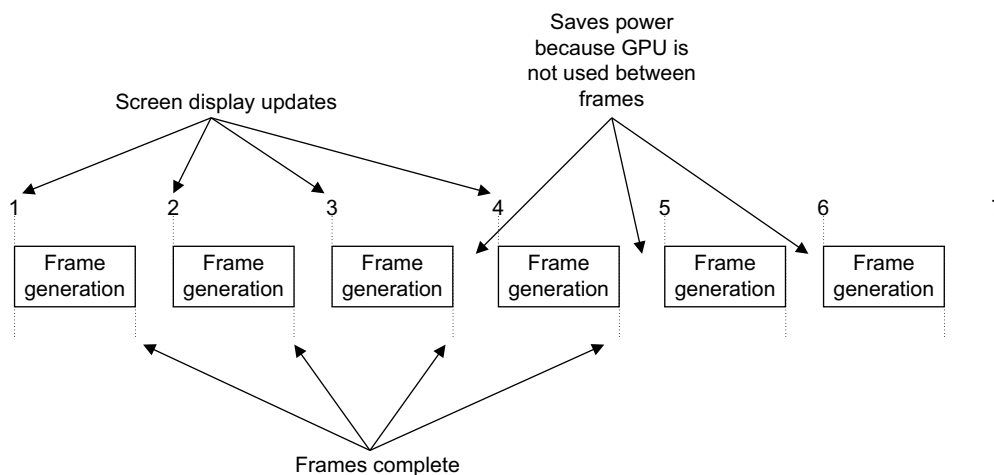 Saves power
because GPU is
not used between
frames
Screen display updates
1 2 3 4 5 6
Frame generation
Frame generation
Frame generation
Frame generation
Frame generation
Frame generation
Frames complete